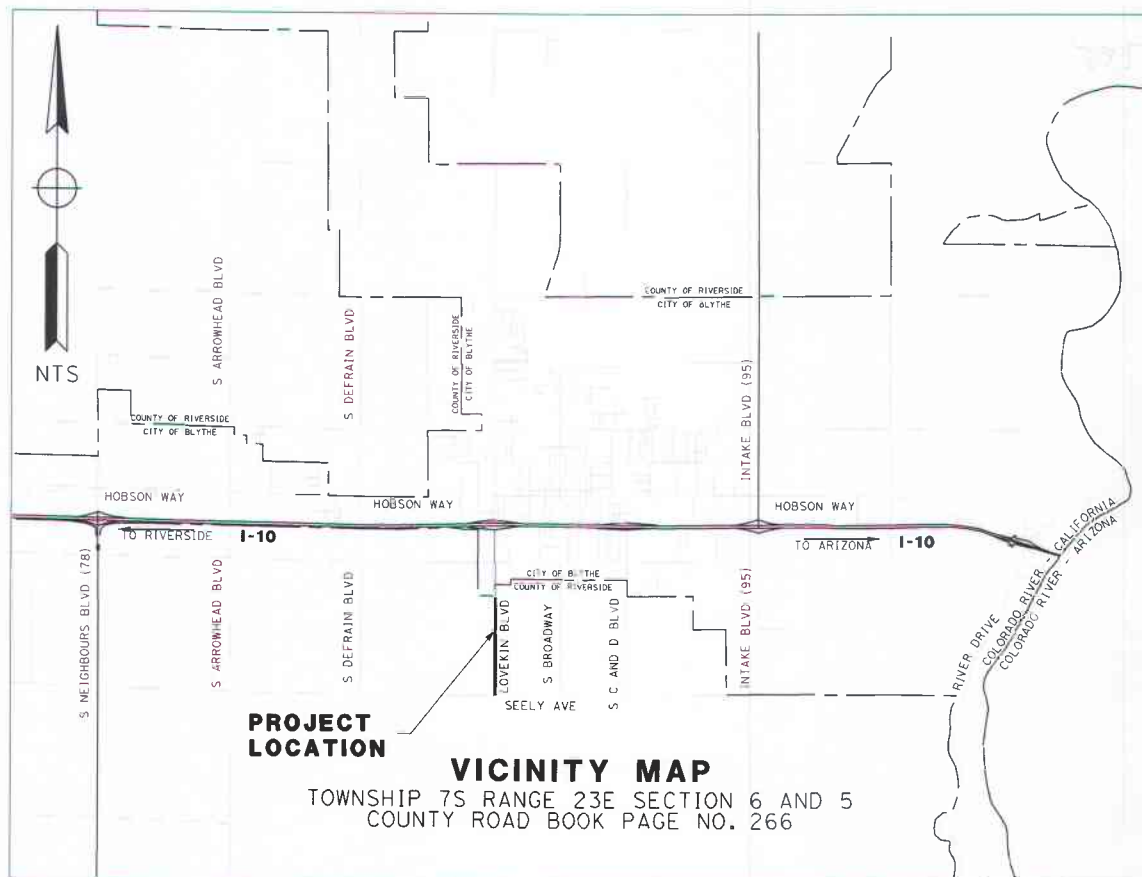 NTS
S ARROWHEAD BLVD
S DEFRAIN BLVD
COUNTY OF RIVERSIDE
CITY OF BLYTHE
COUNTY OF RIVERSIDE
CITY OF BLYTHE
INTAKE BLVD (95)
COUNTY OF RIVERSIDE
CITY OF BLYTHE
HOBSON WAY
HOBSON WAY
HOBSON WAY
TO RIVERSIDE
I-10
TO ARIZONA
I-10
COLORADO RIVER - CALIFORNIA
COLORADO RIVER - ARIZONA
RIVER DRIVE
S NEIGHBOURS BLVD (78)
S ARROWHEAD BLVD
S DEFRAIN BLVD
LOVEKIN BLVD
CITY OF BLYTHE
COUNTY OF RIVERSIDE
S BROADWAY
S C AND D BLVD
INTAKE BLVD (95)
SEELY AVE
PROJECT
LOCATION
VICINITY MAP
TOWNSHIP 7S RANGE 23E SECTION 6 AND 5
COUNTY ROAD BOOK PAGE NO. 266